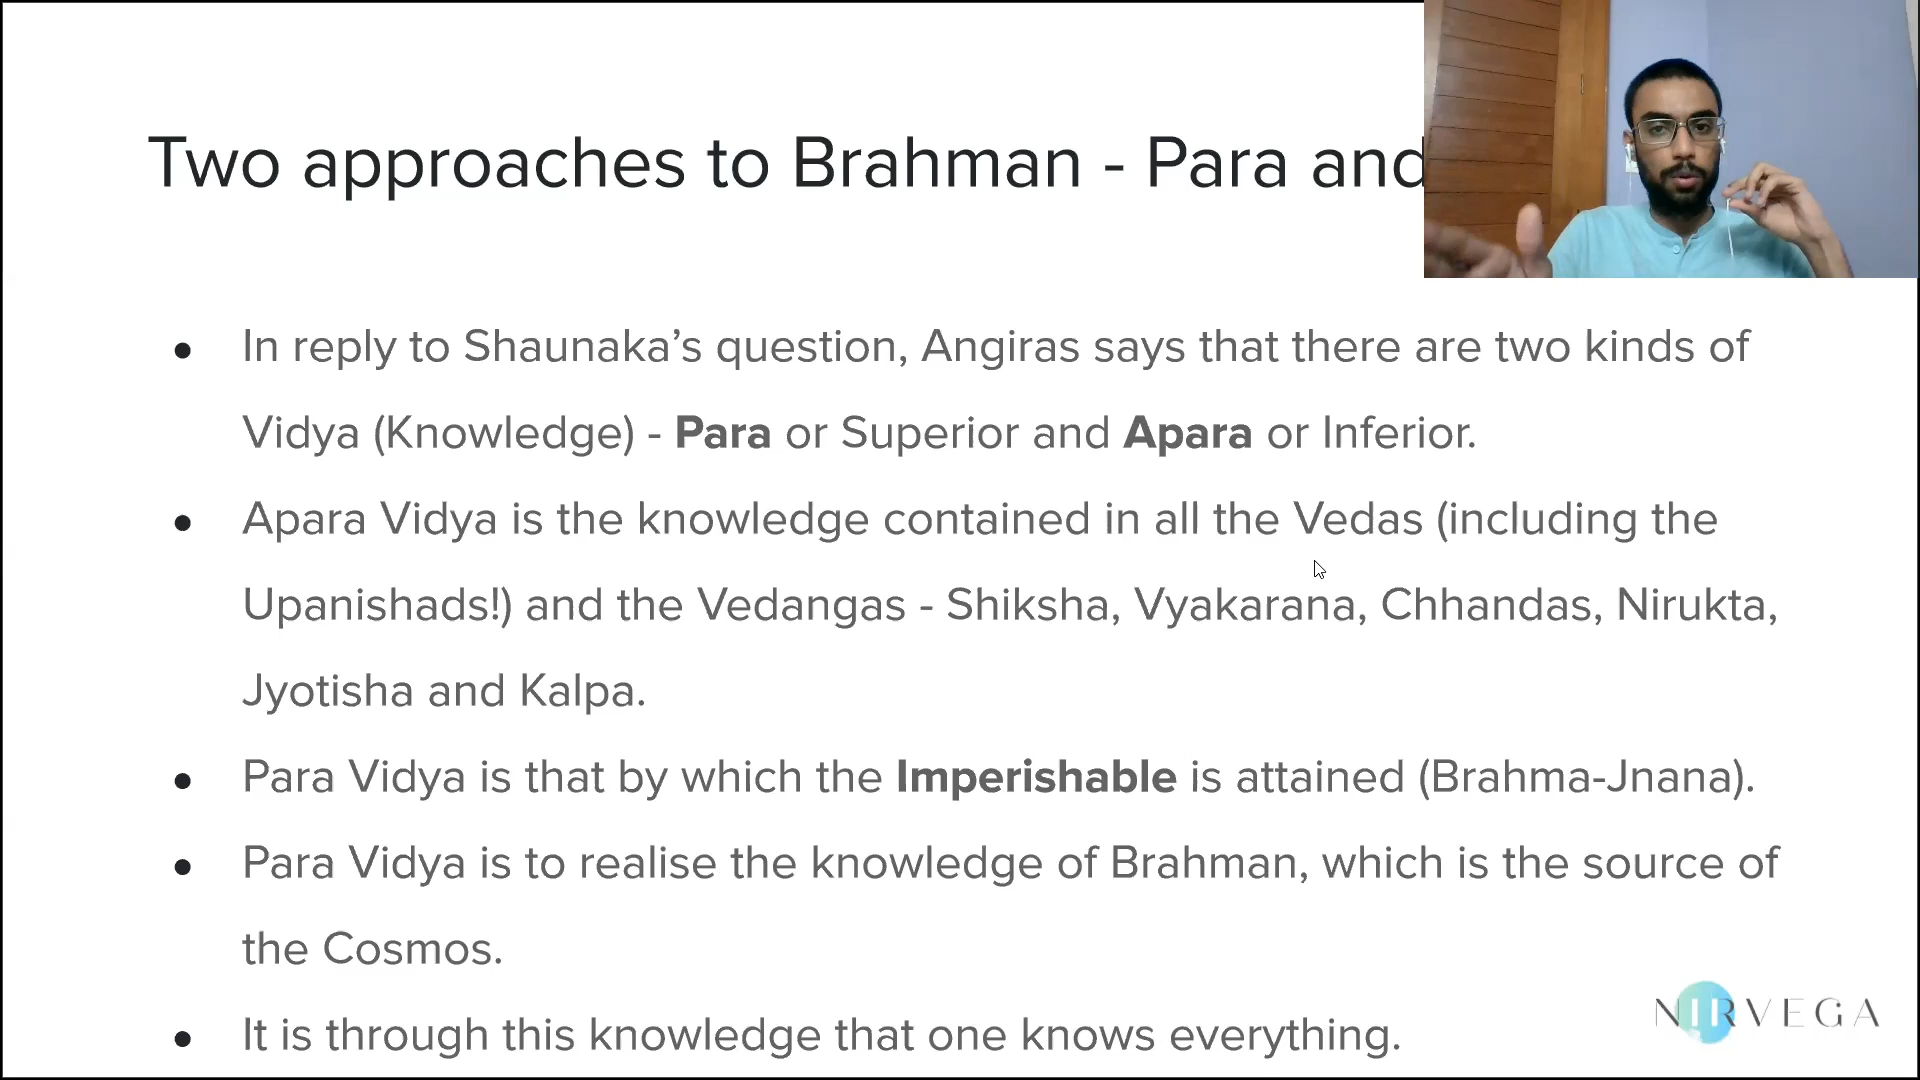 Two approaches to Brahman - Para and
● In reply to Shaunaka’s question, Angiras says that there are two kinds of
Vidya (Knowledge) - Para or Superior and Apara or Inferior.
● Apara Vidya is the knowledge contained in all the Vedas (including the
Upanishads!) and the Vedangas - Shiksha, Vyakarana, Chhandas, Nirukta,
Jyotisha and Kalpa.
● Para Vidya is that by which the Imperishable is attained (Brahma-Jnana).
● Para Vidya is to realise the knowledge of Brahman, which is the source of
the Cosmos.
● It is through this knowledge that one knows everything.
NIRVEGA